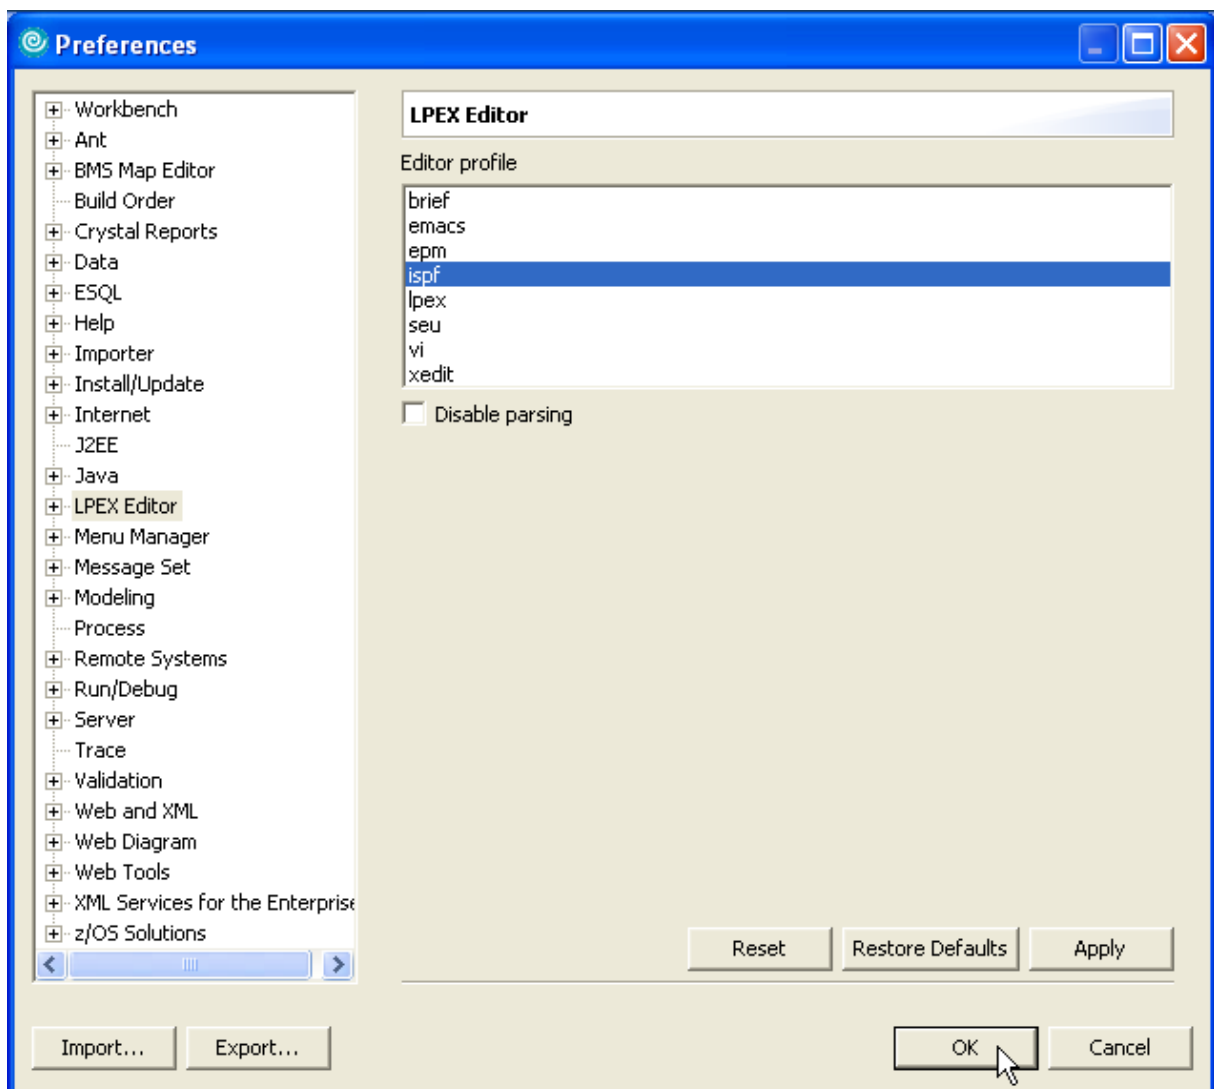 Preferences
Workbench
Ant
BMS Map Editor
Build Order
Crystal Reports
Data
ESQL
Help
Importer
Install/Update
Internet
J2EE
Java
LPEX Editor
Menu Manager
Message Set
Modeling
Process
Remote Systems
Run/Debug
Server
Trace
Validation
Web and XML
Web Diagram
Web Tools
XML Services for the Enterprise
z/OS Solutions
LPEX Editor
Editor profile
brief
emacs
epm
ispf
lpex
seu
vi
xedit
Disable parsing
Reset
Restore Defaults
Apply
Import...
Export...
OK
Cancel